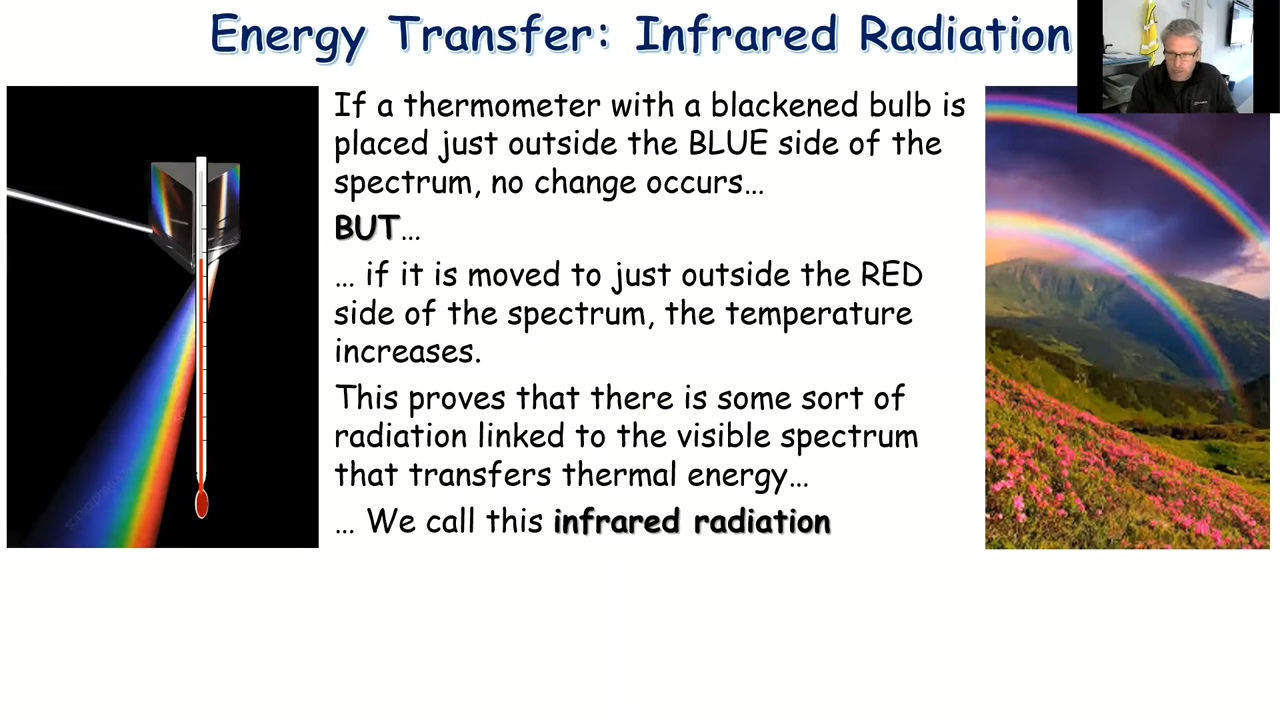 Energy Transfer: Infrared Radiation
If a thermometer with a blackened bulb is
placed just outside the BLUE side of the
spectrum, no change occurs…
BUT…
… if it is moved to just outside the RED
side of the spectrum, the temperature
increases.
This proves that there is some sort of
radiation linked to the visible spectrum
that transfers thermal energy…
… We call this infrared radiation